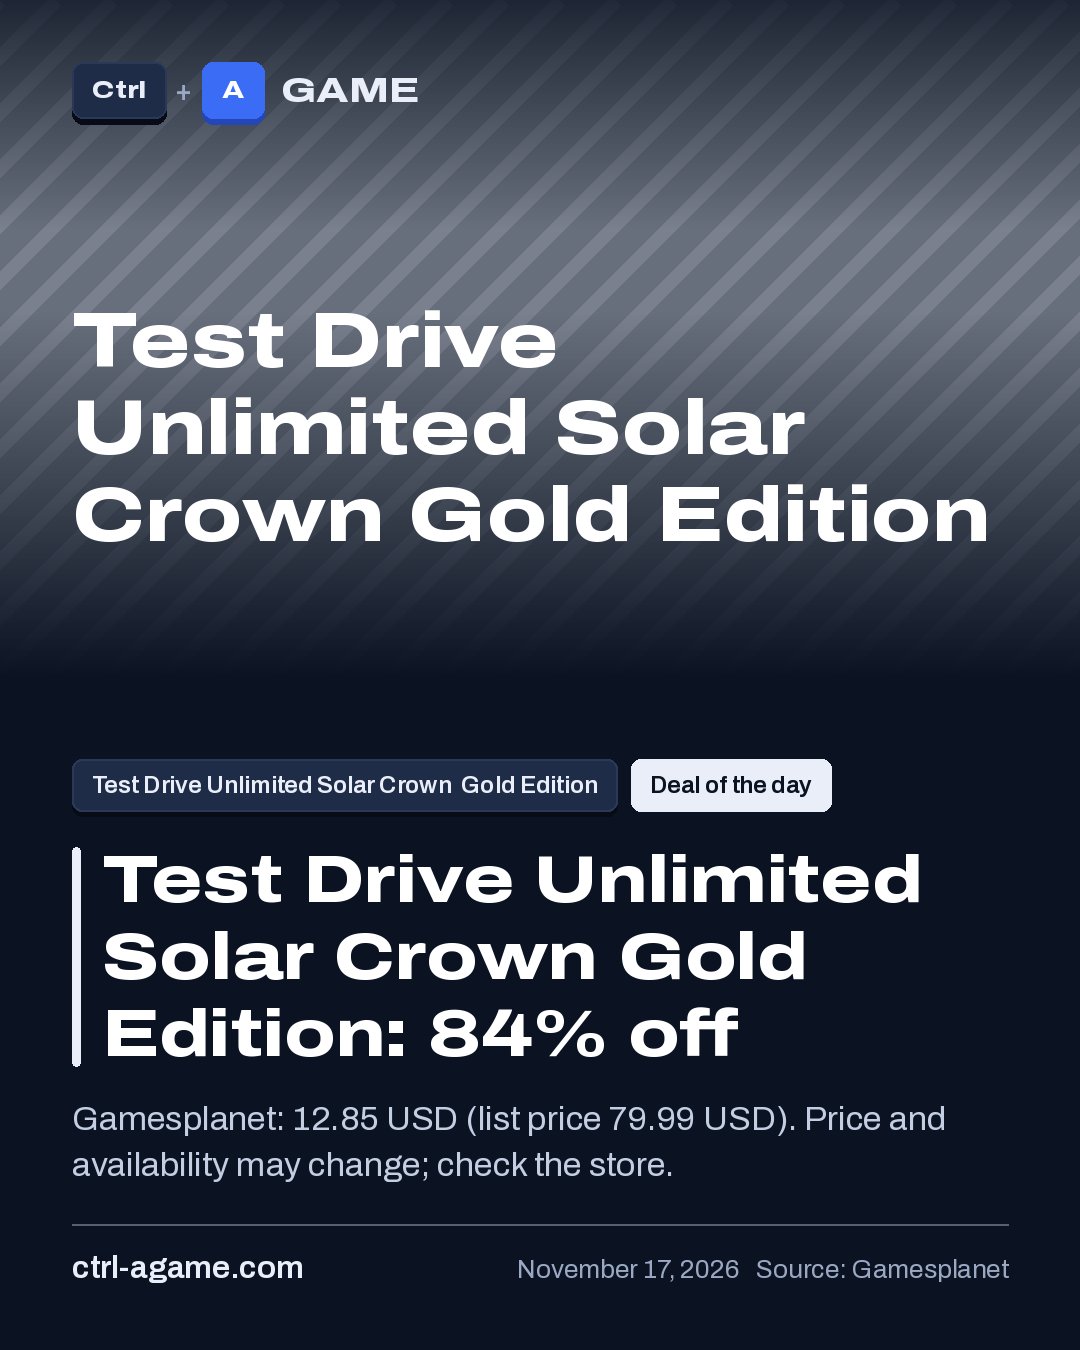 Ctrl + A GAME
Test Drive
Unlimited Solar
Crown Gold Edition
Test Drive Unlimited Solar Crown Gold Edition
Deal of the day
Test Drive Unlimited
Solar Crown Gold
Edition: 84% off
Gamesplanet: 12.85 USD (list price 79.99 USD). Price and
availability may change; check the store.
ctrl-agame.com
November 17, 2026 Source: Gamesplanet